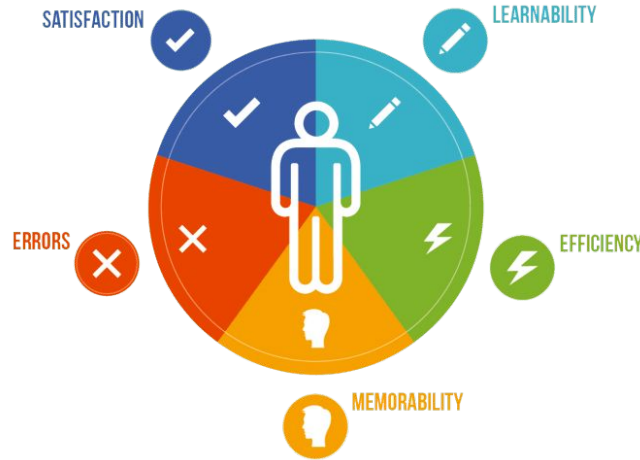 SATISFACTION
LEARNABILITY
ERRORS
EFFICIENCY
MEMORABILITY